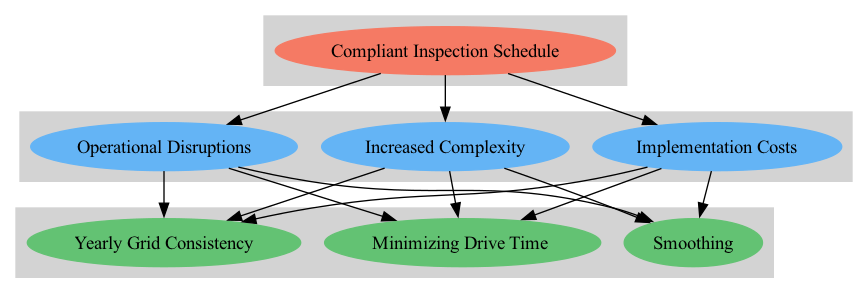 Compliant Inspection Schedule
Operational Disruptions
Increased Complexity
Implementation Costs
Yearly Grid Consistency
Minimizing Drive Time
Smoothing